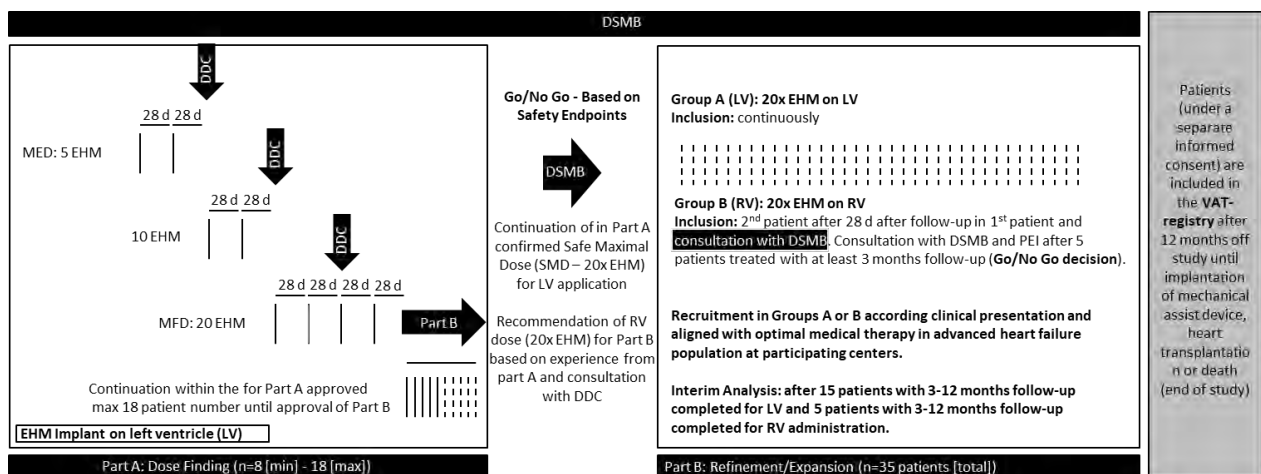 DSMB
DDC
28 d 28 d
MED: 5 EHM
DDC
28 d 28 d
10 EHM
DDC
28 d 28 d 28 d 28 d
MFD: 20 EHM
Part B
Continuation within the for Part A approved
max 18 patient number until approval of Part B
EHM Implant on left ventricle (LV)
Part A: Dose Finding (n=8 [min] - 18 [max])
Go/No Go - Based on
Safety Endpoints
DSMB
Continuation of in Part A
confirmed Safe Maximal
Dose (SMD – 20x EHM)
for LV application
Recommendation of RV
dose (20x EHM) for Part B
based on experience from
part A and consultation
with DDC
Group A (LV): 20x EHM on LV
Inclusion: continuously
Group B (RV): 20x EHM on RV
Inclusion: 2nd patient after 28 d after follow-up in 1st patient and
consultation with DSMB. Consultation with DSMB and PEI after 5
patients treated with at least 3 months follow-up (Go/No Go decision).
Recruitment in Groups A or B according clinical presentation and
aligned with optimal medical therapy in advanced heart failure
population at participating centers.
Interim Analysis: after 15 patients with 3-12 months follow-up
completed for LV and 5 patients with 3-12 months follow-up
completed for RV administration.
Part B: Refinement/Expansion (n=35 patients [total])
Patients
(under a
separare
informed
consent) are
included in
the VAT-
registry after
12 months off
study until
implantation
of mechanical
assist device,
heart
transplantatio
n or death
(end of study)